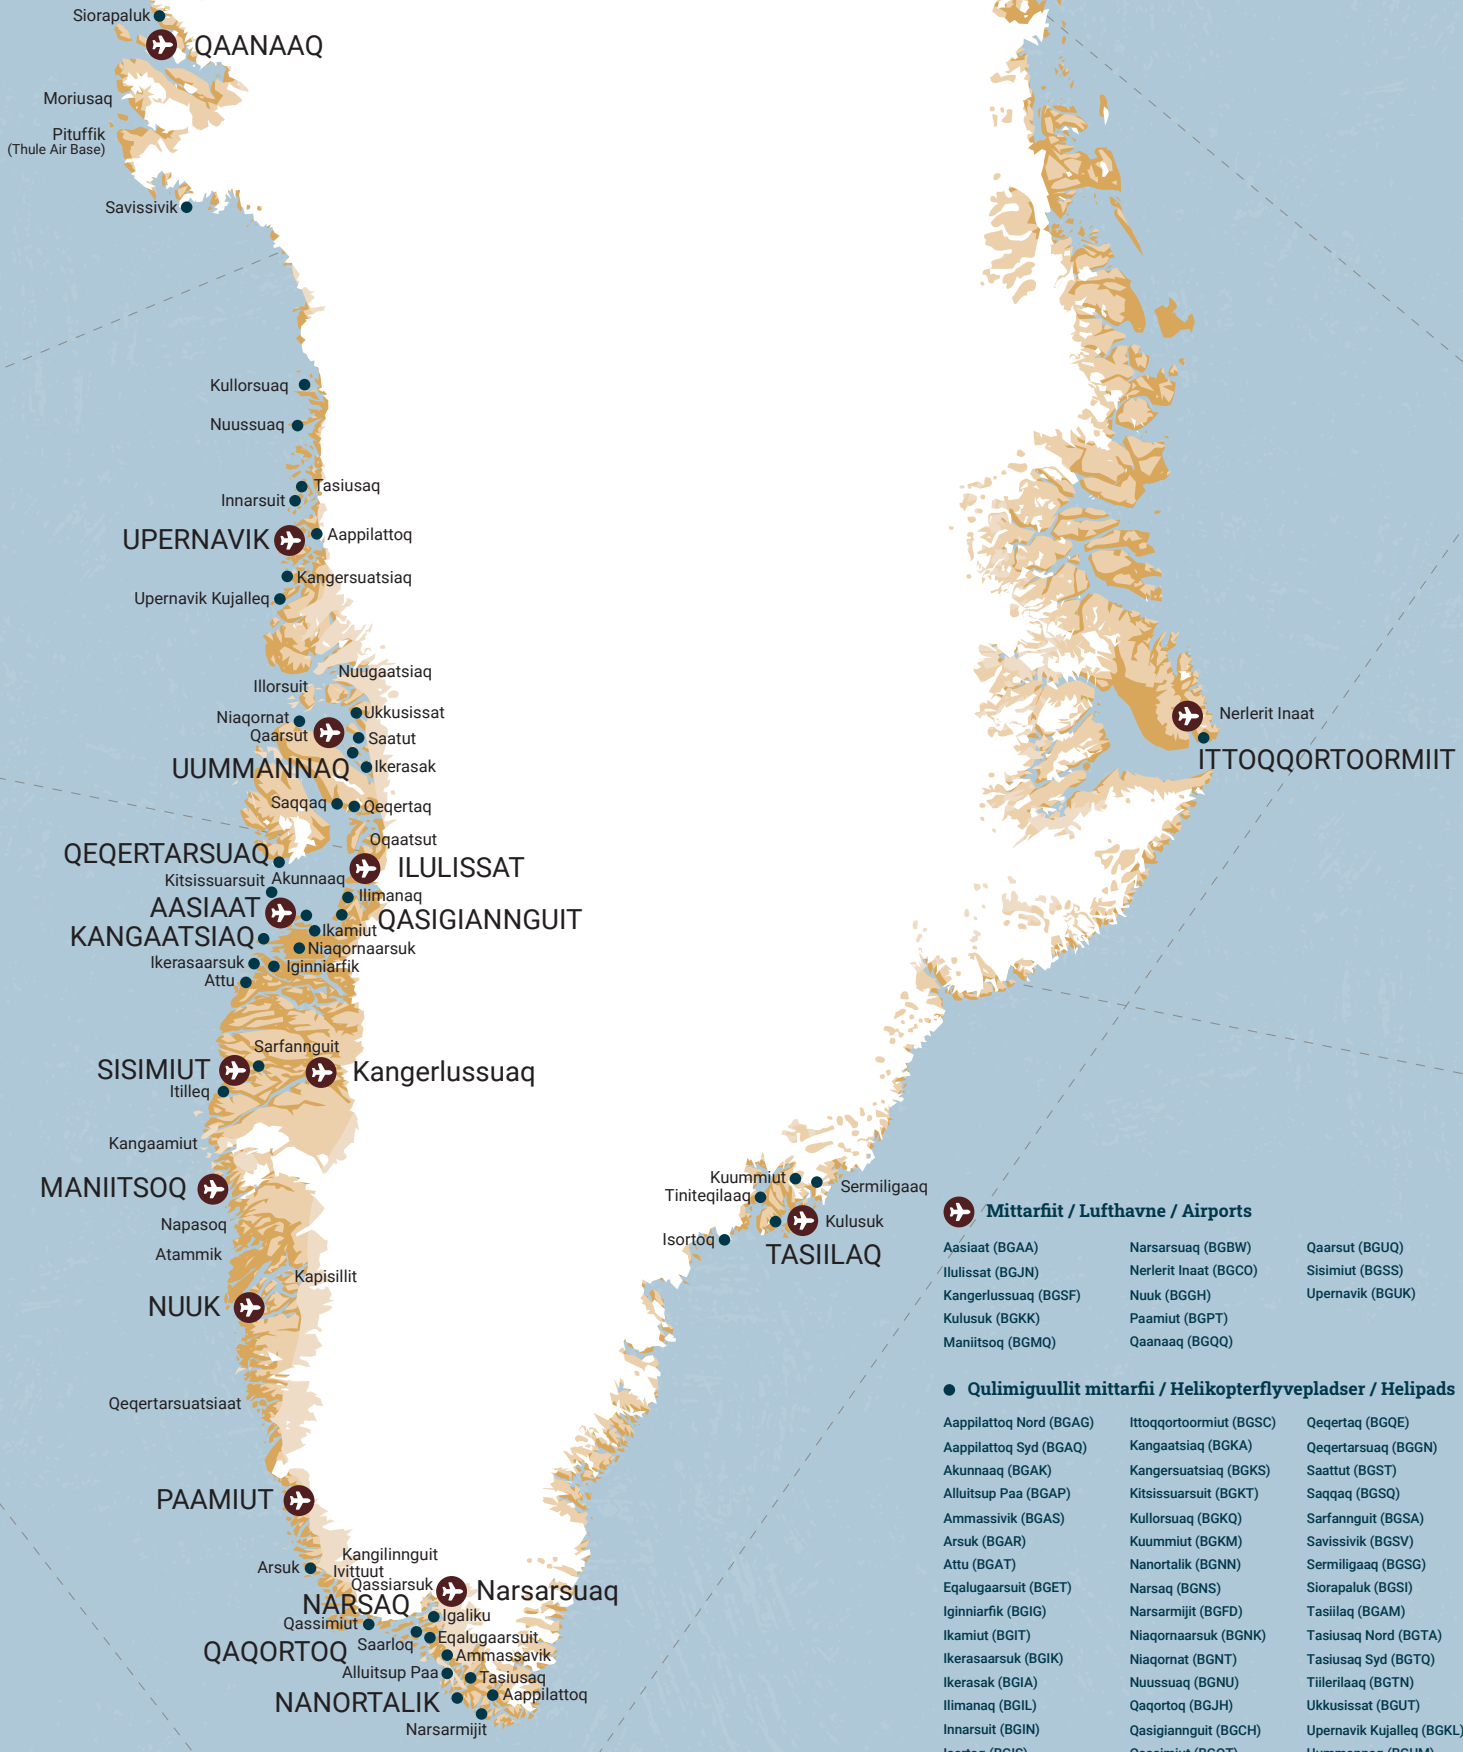 Siorapaluk
QAANAAQ
Moriusaq
Pituffik
(Thule Air Base)
Savissivik
Kullorsuaq
Nuussuaq
Tasiusaq
Innarsuit
UPERNAVIK
Aappilattoq
Kangersuatsiaq
Upernavik Kujalleq
Nuugaatsiaq
Illorsuit
Ukkusissat
Niaqornat
Qaarsut
Saatut
UUMMANNAQ
Ikerasak
Saqqaq
Qeqertaq
Oqaatsut
QEQERTARSUAQ
ILULISSAT
Kitsissuarsuit
Akunnaaq
Ilimanaq
AASIAAT
QASIGIANNGUIT
Ikamiut
KANGAATSIAQ
Niaqornaarsuk
Ikerasaarsuk
Iginniarfik
Attu
Sarfannguit
SISIMIUT
Kangerlussuaq
Itilleq
Kangaamiut
MANIITSOQ
Napasoq
Atammik
Kapisillit
NUUK
Qeqertarsuatsiaat
PAAMIUT
Arsuk
Kangilinnguit
Ivittuut
Qassiarsuk
Narsarsuaq
NARSAQ
Igaliku
Qassimiut
Saarloq
Eqalugaarsuit
QAQORTOQ
Ammassavik
Alluitsup Paa
Tasiusaq
Aappilattoq
NANORTALIK
Narsarmijit
Nerlerit Inaat
ITTOQQORTOORMIIT
Kuummiut
Sermiligaaq
Tiniteqilaaq
Kulusuk
Isortoq
TASIILAQ
Mittarfiit / Lufthavne / Airports
Aasiaat (BGAA)
Ilulissat (BGJN)
Kangerlussuaq (BGSF)
Kulusuk (BGKK)
Maniitsoq (BGMQ)
Narsarsuaq (BGBW)
Nerlerit Inaat (BGCO)
Nuuk (BGGH)
Paamiut (BGPT)
Qaanaaq (BGQQ)
Qaarsut (BGUQ)
Sisimiut (BGSS)
Upernavik (BGUK)
Qulimiguullit mittarfii / Helikopterflyvepladser / Helipads
Aappilattoq Nord (BGAG)
Aappilattoq Syd (BGAQ)
Akunnaaq (BGAK)
Alluitsup Paa (BGAP)
Ammassivik (BGAS)
Arsuk (BGAR)
Attu (BGAT)
Eqalugaarsuit (BGET)
Iginniarfik (BGIG)
Ikamiut (BGIT)
Ikerasaarsuk (BGIK)
Ikerasak (BGIA)
Ilimanaq (BGIL)
Innarsuit (BGIN)
Isortoq (BGIS)
Ittoqqortoormiut (BGSC)
Kangaatsiaq (BGKA)
Kangersuatsiaq (BGKS)
Kitsissuarsuit (BGKT)
Kullorsuaq (BGKQ)
Kuummiut (BGKM)
Nanortalik (BGNN)
Narsaq (BGNS)
Narsarmijit (BGFD)
Niaqornaarsuk (BGNK)
Niaqornat (BGNT)
Nuussuaq (BGNU)
Qaqortoq (BGJH)
Qasigiannguit (BGCH)
Qassimiut (BGQT)
Qeqertaq (BGQE)
Qeqertarsuaq (BGGN)
Saattut (BGST)
Saqqaq (BGSQ)
Sarfannguit (BGSA)
Savissivik (BGSV)
Sermiligaaq (BGSG)
Siorapaluk (BGSI)
Tasiilaq (BGAM)
Tasiusaq Nord (BGTA)
Tasiusaq Syd (BGTQ)
Tiilerilaaq (BGTN)
Ukkusissat (BGUT)
Upernavik Kujalleq (BGKL)
Uummannaq (BGUM)